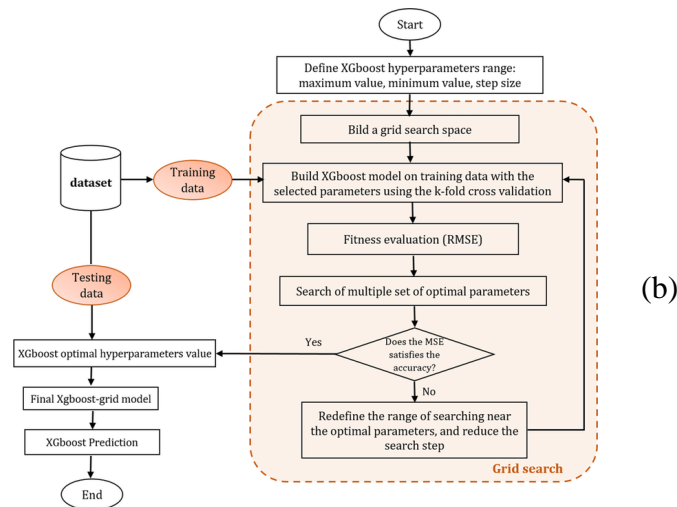 Start
Define XGboost hyperparameters range:
maximum value, minimum value, step size
Bild a grid search space
dataset
Training
data
Build XGboost model on training data with the
selected parameters using the k-fold cross validation
Fitness evaluation (RMSE)
Testing
data
Search of multiple set of optimal parameters
(b)
Does the MSE
satisfies the
accuracy?
Yes
No
XGboost optimal hyperparameters value
Final Xgboost-grid model
XGboost Prediction
End
Redefine the range of searching near
the optimal parameters, and reduce the
search step
Grid search